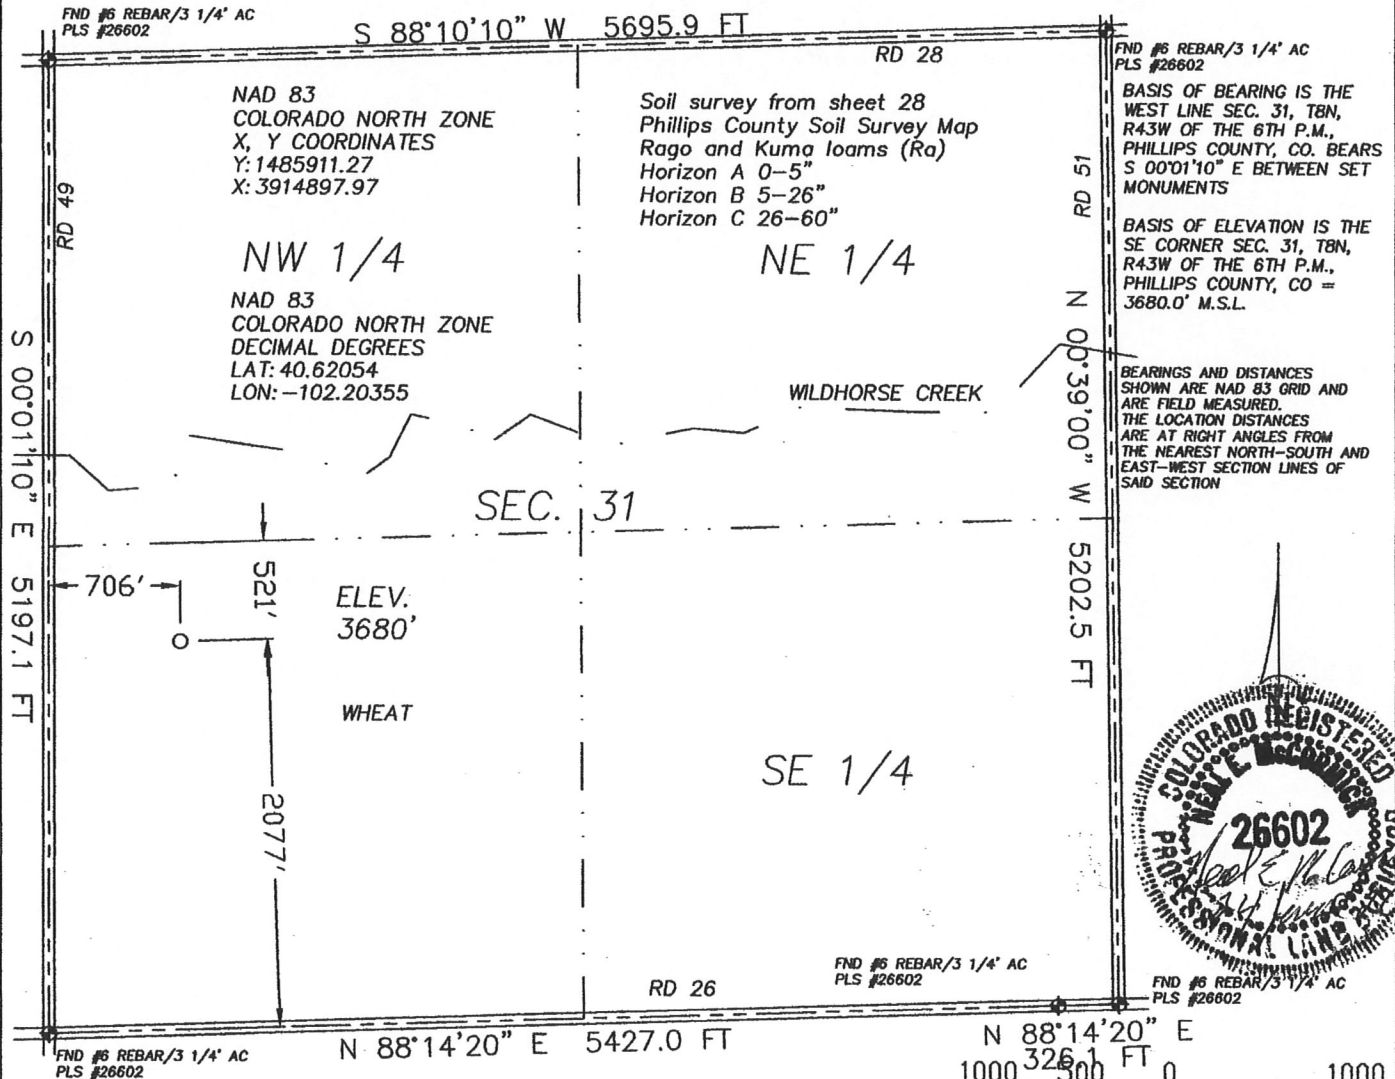 FND #6 REBAR/3 1/4" AC
PLS #26602
S 88°10'10" W 5695.9 FT
RD 28
FND #6 REBAR/3 1/4" AC
PLS #26602
NAD 83
COLORADO NORTH ZONE
X, Y COORDINATES
Y: 1485911.27
X: 3914897.97
Soil survey from sheet 28
Phillips County Soil Survey Map
Rago and Kuma loams (Ra)
Horizon A 0-5"
Horizon B 5-26"
Horizon C 26-60"
BASIS OF BEARING IS THE
WEST LINE SEC. 31, T8N,
R43W OF THE 6TH P.M.,
PHILLIPS COUNTY, CO. BEARS
S 00°01'10" E BETWEEN SET
MONUMENTS
RD 49
RD 51
NW 1/4
NE 1/4
BASIS OF ELEVATION IS THE
SE CORNER SEC. 31, T8N,
R43W OF THE 6TH P.M.,
PHILLIPS COUNTY, CO =
3680.0' M.S.L.
NAD 83
COLORADO NORTH ZONE
DECIMAL DEGREES
LAT: 40.62054
LON: -102.20355
S 00°01'10" E 5197.1 FT
N 00°39'00" W 5202.5 FT
WILDHORSE CREEK
BEARINGS AND DISTANCES
SHOWN ARE NAD 83 GRID AND
ARE FIELD MEASURED.
THE LOCATION DISTANCES
ARE AT RIGHT ANGLES FROM
THE NEAREST NORTH-SOUTH AND
EAST-WEST SECTION LINES OF
SAID SECTION
SEC. 31
706'
521'
ELEV.
3680'
WHEAT
2077'
SE 1/4
COLORADO REGISTERED
NEAL E. McCORMICK
26602
PROFESSIONAL LAND
FND #6 REBAR/3 1/4" AC
PLS #26602
RD 26
FND #6 REBAR/3 1/4" AC
PLS #26602
FND #6 REBAR/3 1/4" AC
PLS #26602
N 88°14'20" E 5427.0 FT
N 88°14'20" E
326.1 FT
1000 500 0 1000